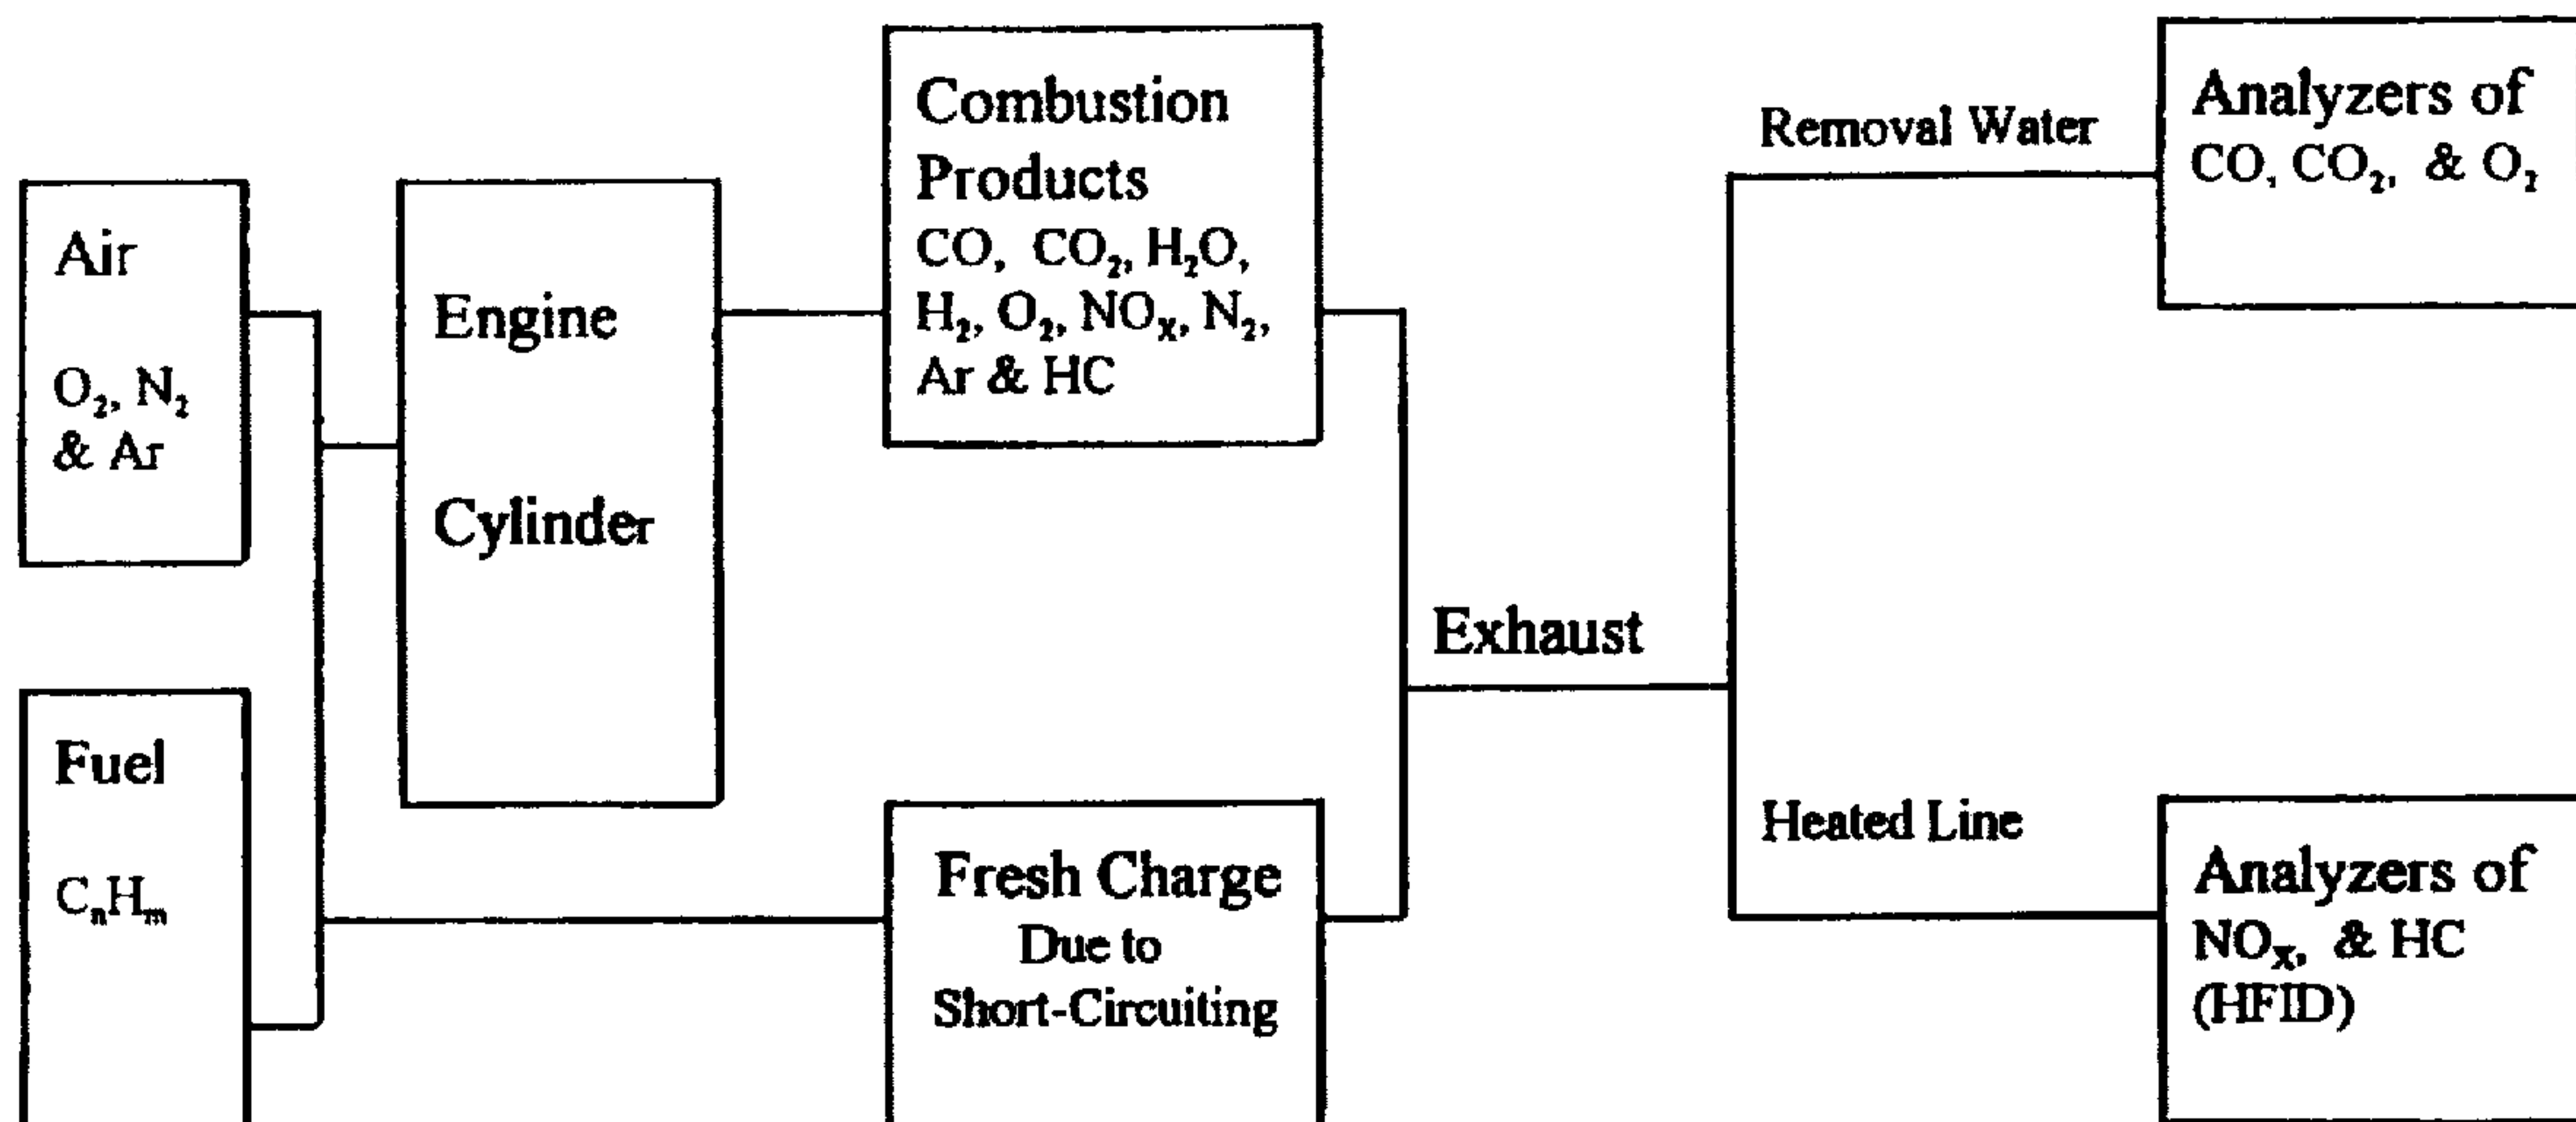 Air
O₂, N₂
& Ar
Fuel
CₙHₘ
Engine
Cylinder
Combustion
Products
CO, CO₂, H₂O,
H₂, O₂, NOₓ, N₂,
Ar & HC
Fresh Charge
Due to
Short-Circuiting
Exhaust
Removal Water
Analyzers of
CO, CO₂, & O₂
Heated Line
Analyzers of
NOₓ, & HC
(HFID)